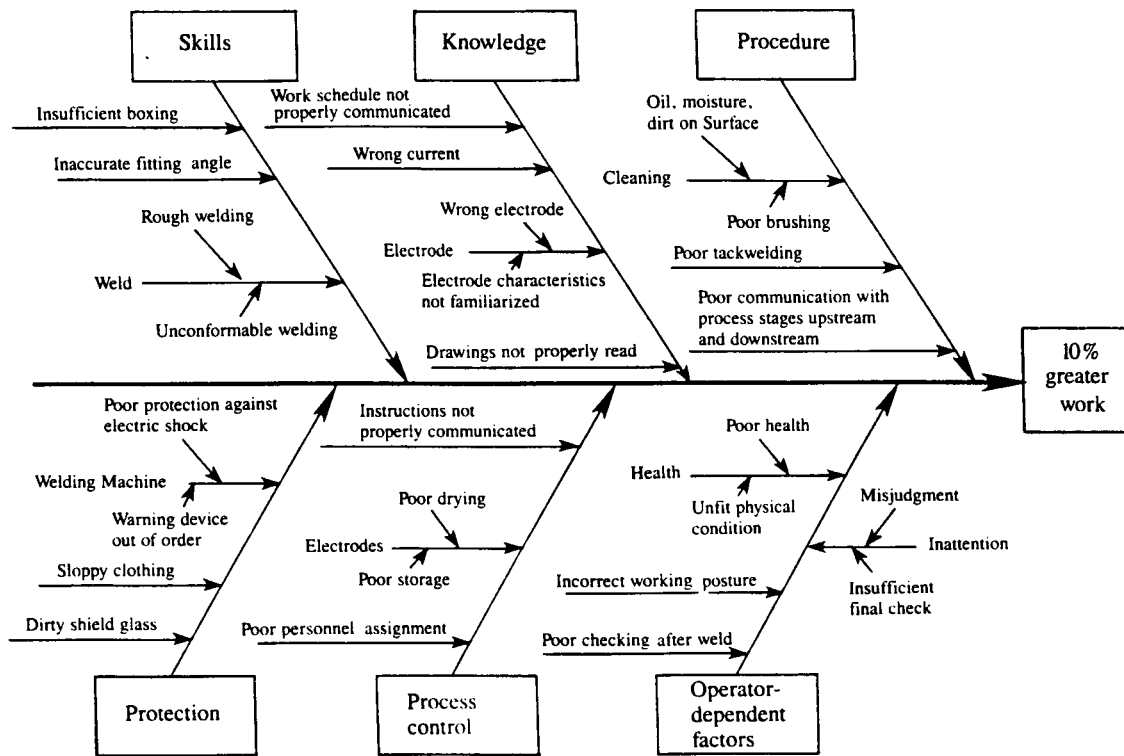 Skills
Knowledge
Procedure
Insufficient boxing
Inaccurate fitting angle
Rough welding
Weld
Unconformable welding
Work schedule not
properly communicated
Wrong current
Wrong electrode
Electrode
Electrode characteristics
not familiarized
Drawings not properly read
Oil, moisture,
dirt on Surface
Cleaning
Poor brushing
Poor tackwelding
Poor communication with
process stages upstream
and downstream
10%
greater
work
Poor protection against
electric shock
Welding Machine
Warning device
out of order
Sloppy clothing
Dirty shield glass
Instructions not
properly communicated
Poor drying
Electrodes
Poor storage
Poor personnel assignment
Poor health
Health
Unfit physical
condition
Misjudgment
Inattention
Insufficient
final check
Incorrect working posture
Poor checking after weld
Protection
Process
control
Operator-
dependent
factors